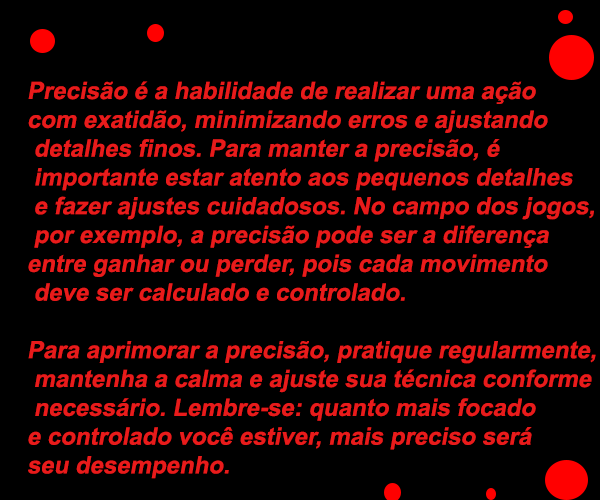 Precisão é a habilidade de realizar uma ação
com exatidão, minimizando erros e ajustando
detalhes finos. Para manter a precisão, é
importante estar atento aos pequenos detalhes
e fazer ajustes cuidadosos. No campo dos jogos,
por exemplo, a precisão pode ser a diferença
entre ganhar ou perder, pois cada movimento
deve ser calculado e controlado.
Para aprimorar a precisão, pratique regularmente,
mantenha a calma e ajuste sua técnica conforme
necessário. Lembre-se: quanto mais focado
e controlado você estiver, mais preciso será
seu desempenho.